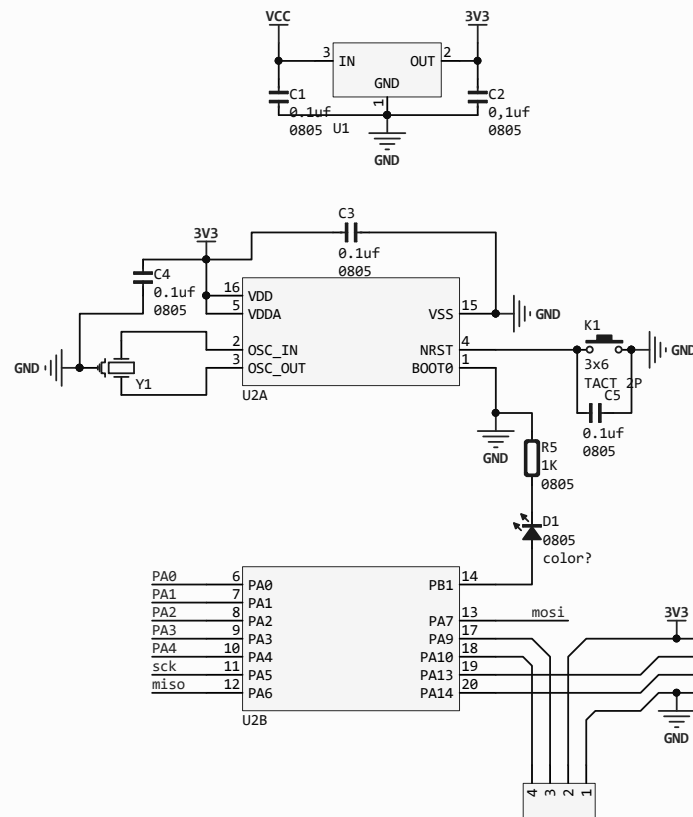 VCC
3V3
3
IN
OUT
2
GND
1
C1
0.1uf
0805
U1
C2
0,1uf
0805
GND
C3
0.1uf
0805
3V3
C4
0.1uf
0805
16
VDD
5
VDDA
VSS
15
GND
2
OSC_IN
3
OSC_OUT
NRST
4
BOOT0
1
U2A
GND
Y1
K1
3x6
TACT 2P
GND
C5
0.1uf
0805
GND
R5
1K
0805
D1
0805
color?
PA0
6
PA0
PA1
7
PA1
PA2
8
PA2
PA3
9
PA3
PA4
10
PA4
sck
11
PA5
miso
12
PA6
PB1
14
PA7
13
mosi
PA9
17
PA10
18
PA13
19
PA14
20
U2B
3V3
GND
4
3
2
1